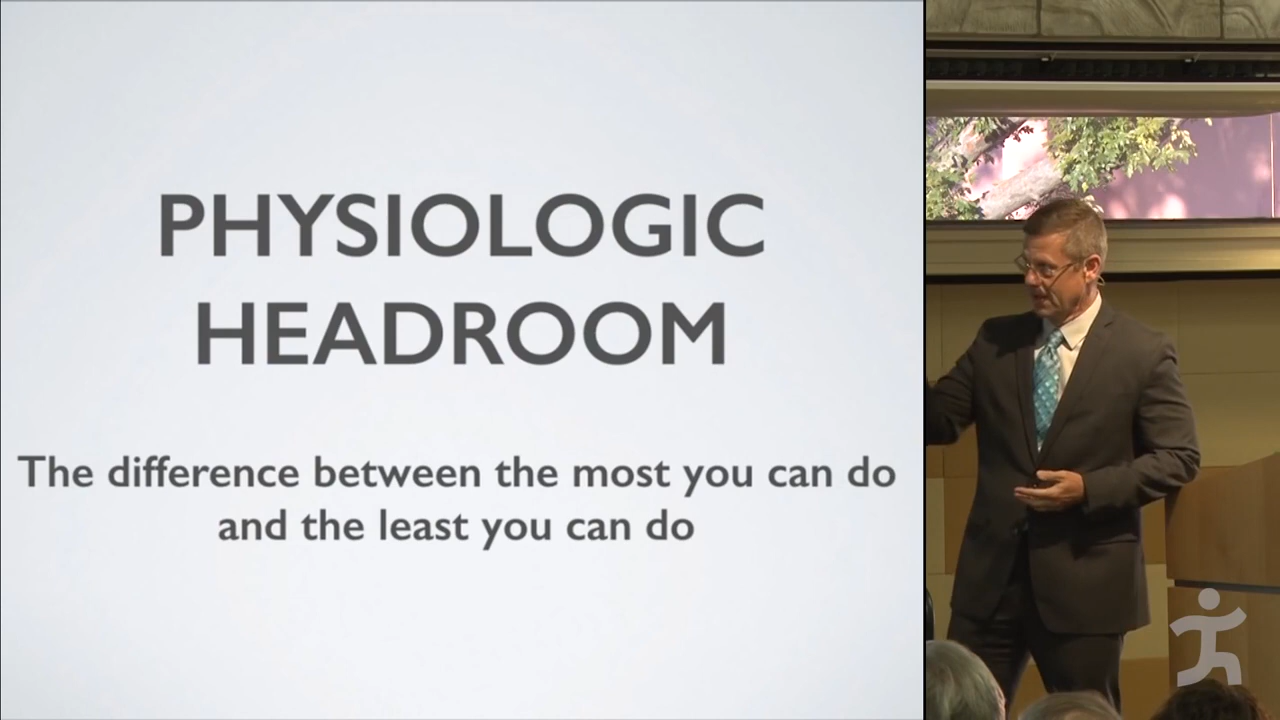 PHYSIOLOGIC
HEADROOM
The difference between the most you can do
and the least you can do